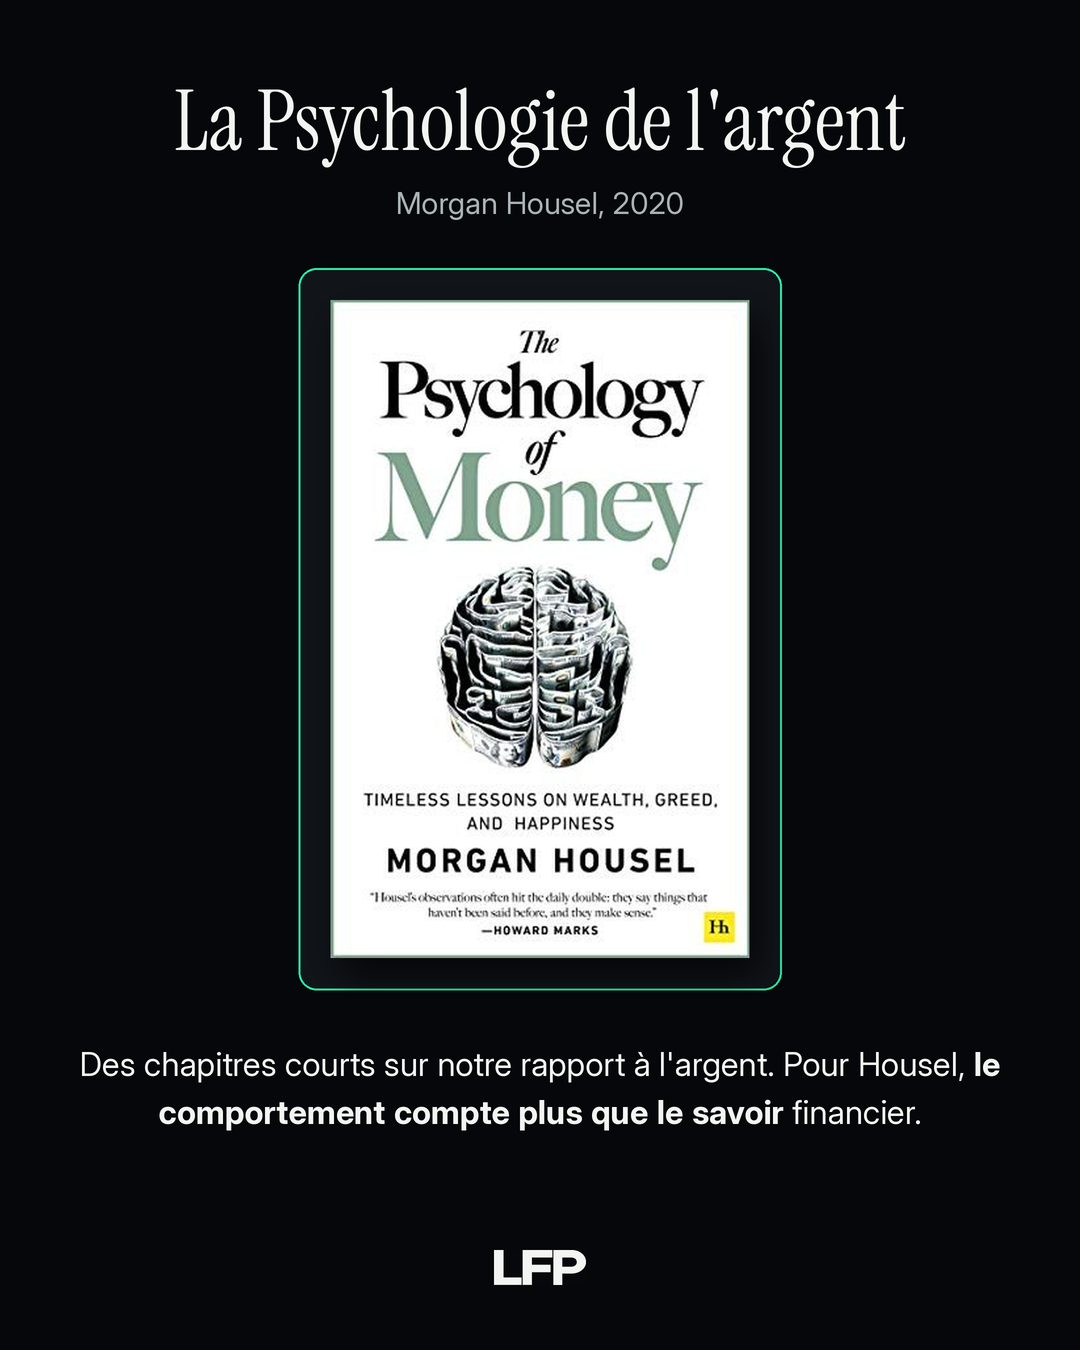 La Psychologie de l'argent
Morgan Housel, 2020
The
Psychology
of
Money
TIMELESS LESSONS ON WEALTH, GREED,
AND HAPPINESS
MORGAN HOUSEL
"Housel's observations often hit the daily double: they say things that
haven't been said before, and they make sense."
—HOWARD MARKS
Hh
Des chapitres courts sur notre rapport à l'argent. Pour Housel, le
comportement compte plus que le savoir financier.
LFP